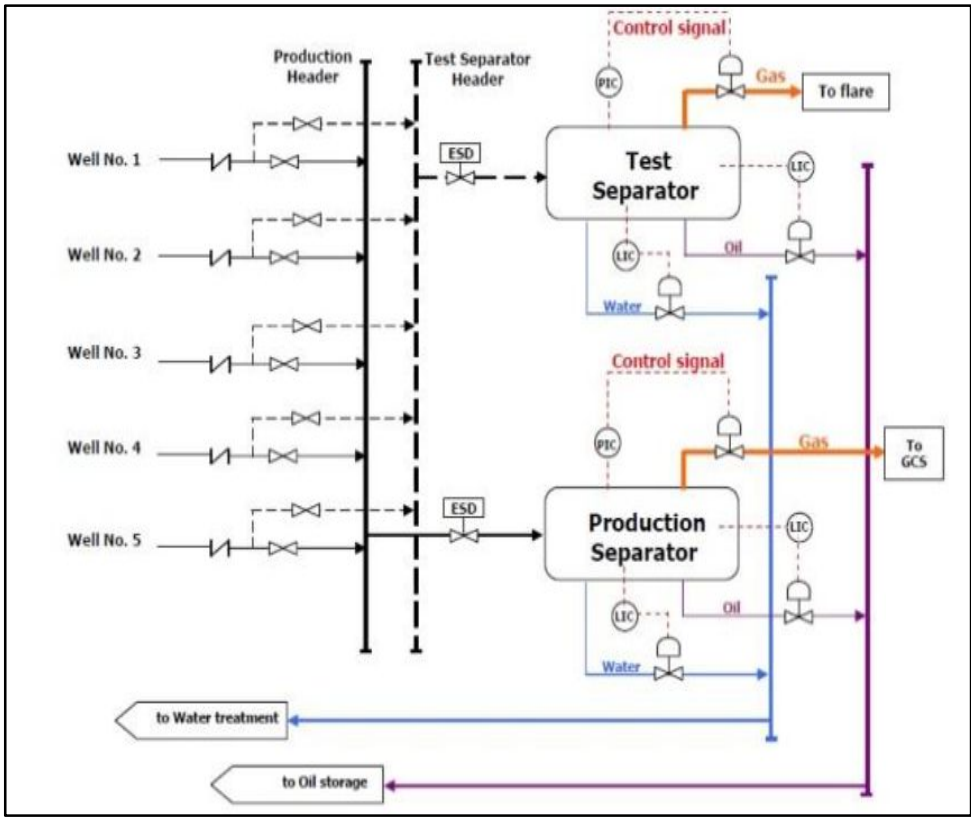 Control signal
Production
Header
Test Separator
Header
PIC
Gas
To flare
Well No. 1
ESD
Test
Separator
LIC
Well No. 2
LIC
Oil
Water
Well No. 3
Control signal
Well No. 4
PIC
Gas
To
GCS
ESD
Well No. 5
Production
Separator
LIC
LIC
Oil
Water
to Water treatment
to Oil storage